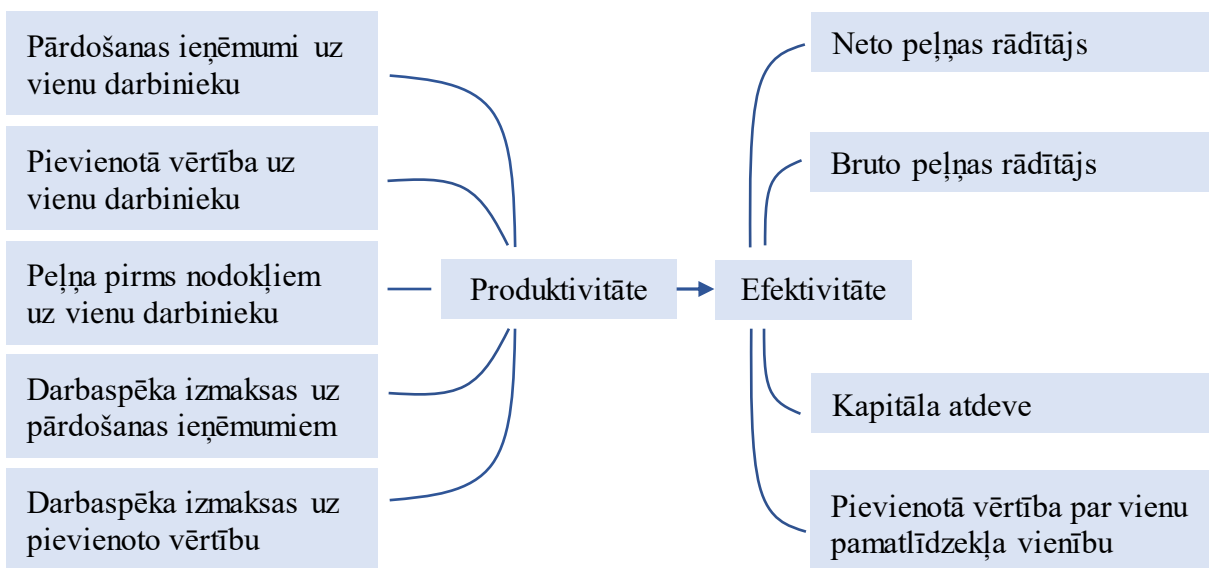 Pārdošanas ieņēmumi uz
vienu darbinieku
Pievienotā vērtība uz
vienu darbinieku
Peļņa pirms nodokļiem
uz vienu darbinieku
Darbaspēka izmaksas uz
pārdošanas ieņēmumiem
Darbaspēka izmaksas uz
pievienoto vērtību
Produktivitāte
Efektivitāte
Neto peļņas rādītājs
Bruto peļņas rādītājs
Kapitāla atdeve
Pievienotā vērtība par vienu
pamatlīdzekļa vienību